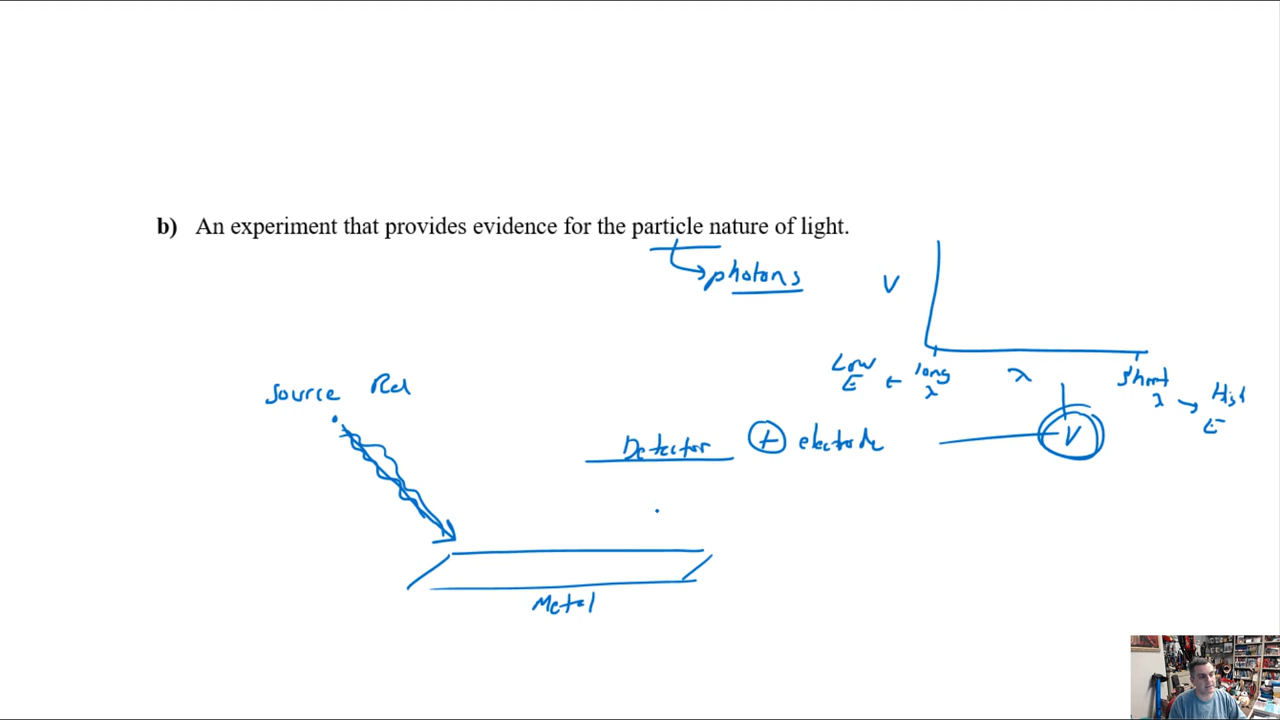 b) An experiment that provides evidence for the particle nature of light.
photons
V
Low E ← long λ
λ
short λ → High E
Source Red
Detector + electrode
V
Metal